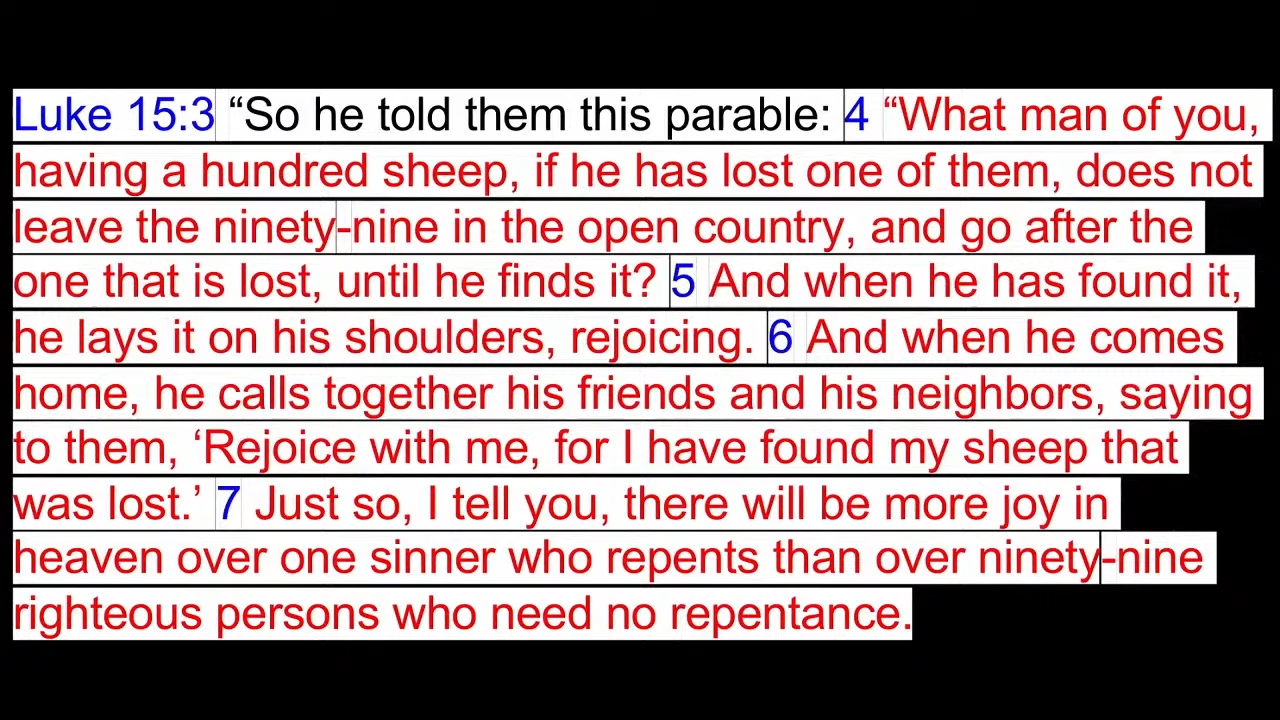 Luke 15:3 “So he told them this parable: 4 “What man of you,
having a hundred sheep, if he has lost one of them, does not
leave the ninety-nine in the open country, and go after the
one that is lost, until he finds it? 5 And when he has found it,
he lays it on his shoulders, rejoicing. 6 And when he comes
home, he calls together his friends and his neighbors, saying
to them, ‘Rejoice with me, for I have found my sheep that
was lost.’ 7 Just so, I tell you, there will be more joy in
heaven over one sinner who repents than over ninety-nine
righteous persons who need no repentance.